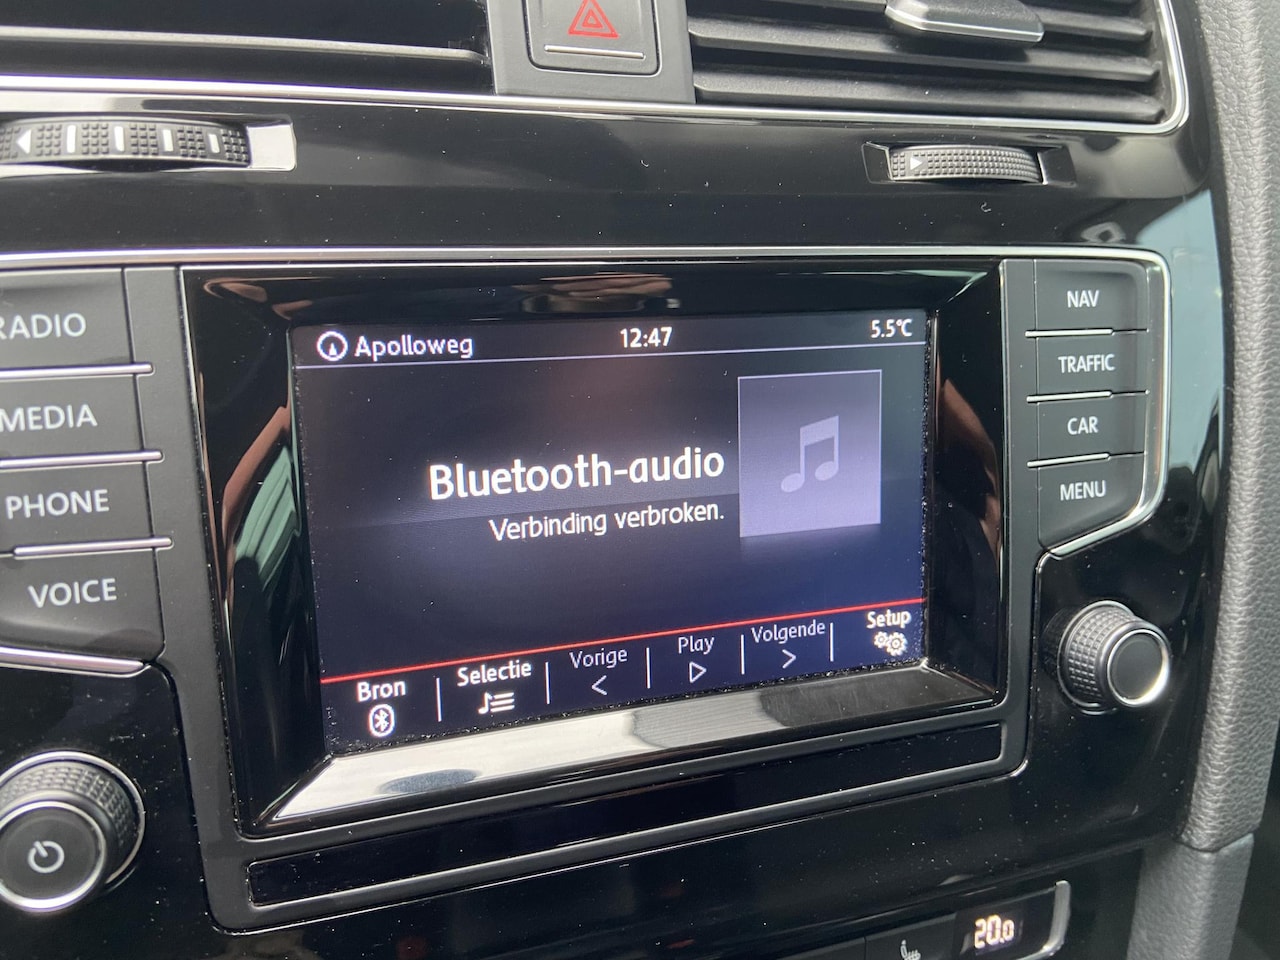 RADIO
MEDIA
PHONE
VOICE
Apolloweg
12:47
5.5°C
Bluetooth-audio
Verbinding verbroken.
Bron
Selectie
Vorige
Play
Volgende
Setup
NAV
TRAFFIC
CAR
MENU
20.0